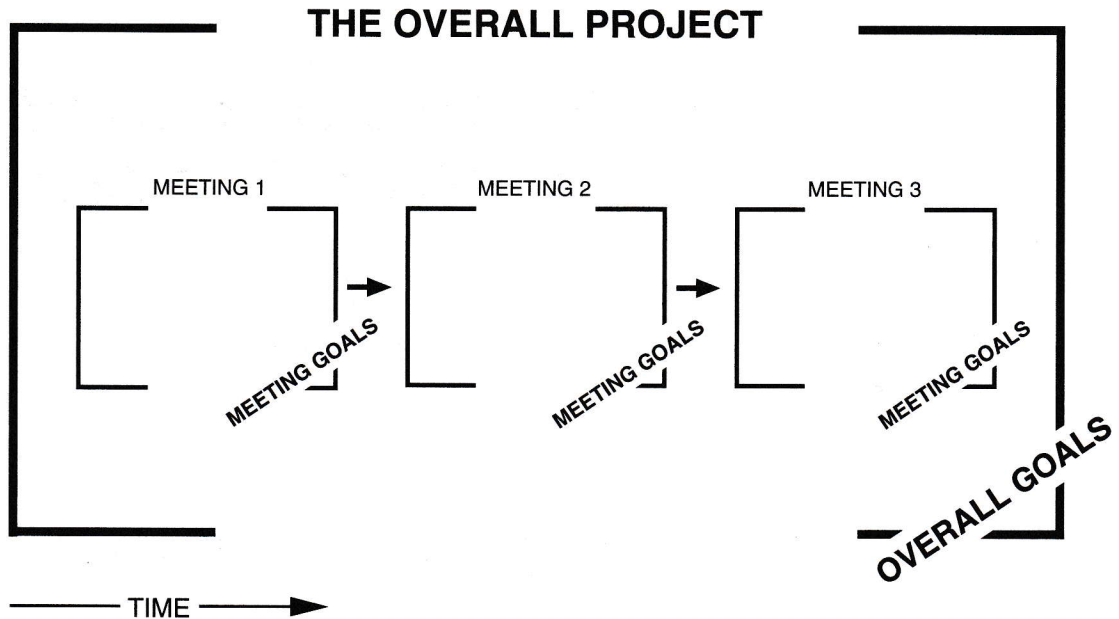 THE OVERALL PROJECT
MEETING 1
MEETING 2
MEETING 3
MEETING GOALS
MEETING GOALS
MEETING GOALS
OVERALL GOALS
TIME